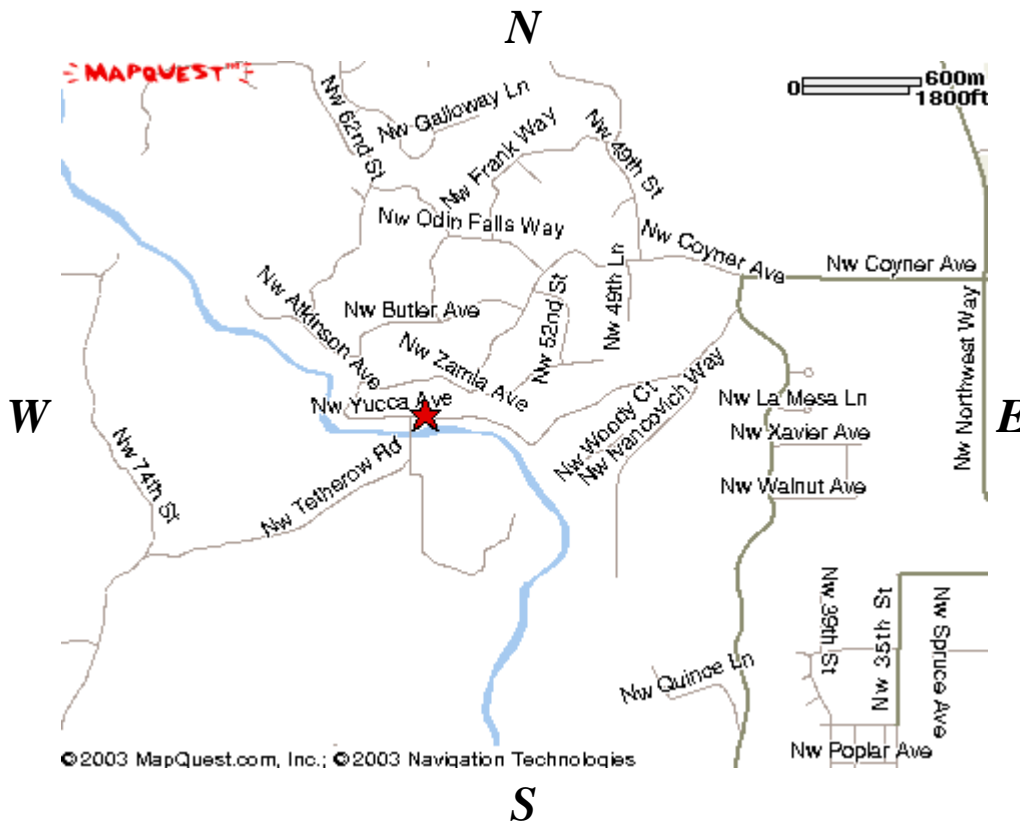 N
MAPQUEST™
0 600m
1800ft
Nw 62nd St
Nw Galloway Ln
Nw Frank Way
Nw 49th St
Nw Odin Falls Way
Nw Coyner Ave
Nw Coyner Ave
Nw Atkinson Ave
Nw Butler Ave
Nw 52nd St
Nw 49th Ln
Nw Zamia Ave
Nw Northwest Way
Nw Yucca Ave
Nw La Mesa Ln
W
E
Nw Woody Ct
Nw Ivancovich Way
Nw Xavier Ave
Nw 74th St
Nw Tetherow Rd
Nw Walnut Ave
Nw 39th St
Nw 35th St
Nw Spruce Ave
Nw Quince Ln
Nw Poplar Ave
©2003 MapQuest.com, Inc.; ©2003 Navigation Technologies
S